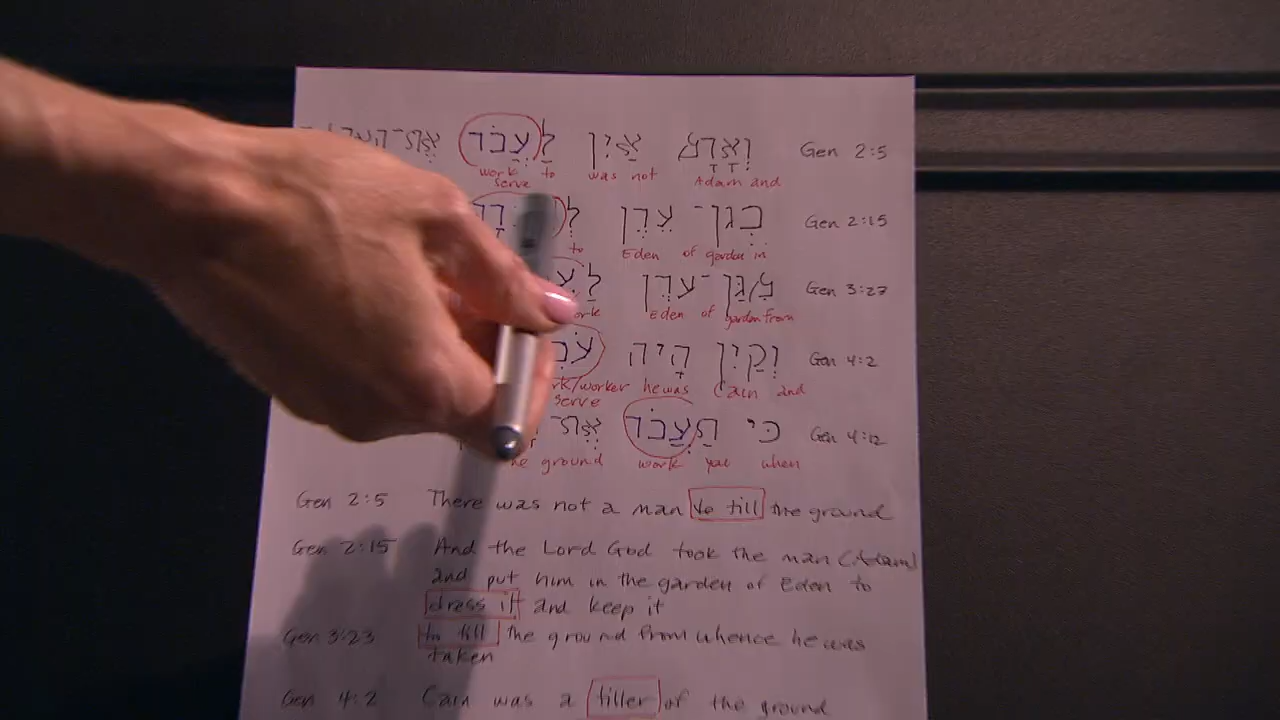 Gen 2:5 וְאָדָם אַיִן לַעֲבֹד
work to was not Adam and
serve
Gen 2:15 בְּגַן־עֵדֶן
to Eden of garden in
Gen 3:27 מִגַּן־עֵדֶן
Eden of garden from
Gen 4:2 וְקַיִן הָיָה
worker he was Cain and
serve
Gen 4:12 כִּי תַעֲבֹד אֶת־
ground work you when
Gen 2:5 There was not a man to till the ground
Gen 2:15 And the Lord God took the man (Adam)
and put him in the garden of Eden to
dress it and keep it
Gen 3:23 to till the ground from whence he was
taken
Gen 4:2 Cain was a tiller of the ground